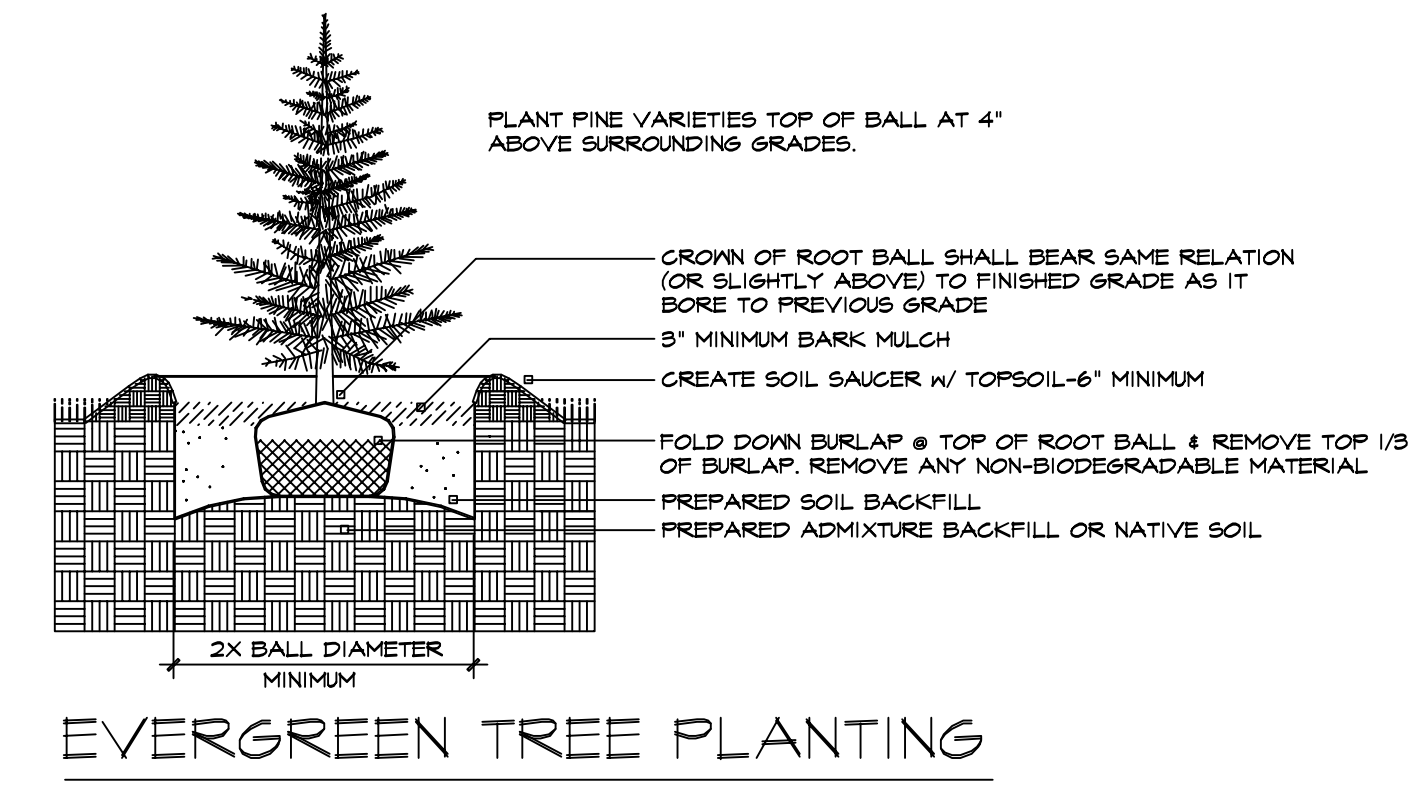 PLANT PINE VARIETIES TOP OF BALL AT 4"
ABOVE SURROUNDING GRADES.
CROWN OF ROOT BALL SHALL BEAR SAME RELATION
(OR SLIGHTLY ABOVE) TO FINISHED GRADE AS IT
BORE TO PREVIOUS GRADE
3" MINIMUM BARK MULCH
CREATE SOIL SAUCER W/ TOPSOIL-6" MINIMUM
FOLD DOWN BURLAP @ TOP OF ROOT BALL & REMOVE TOP 1/3
OF BURLAP. REMOVE ANY NON-BIODEGRADABLE MATERIAL
PREPARED SOIL BACKFILL
PREPARED ADMIXTURE BACKFILL OR NATIVE SOIL
2X BALL DIAMETER
MINIMUM
EVERGREEN TREE PLANTING